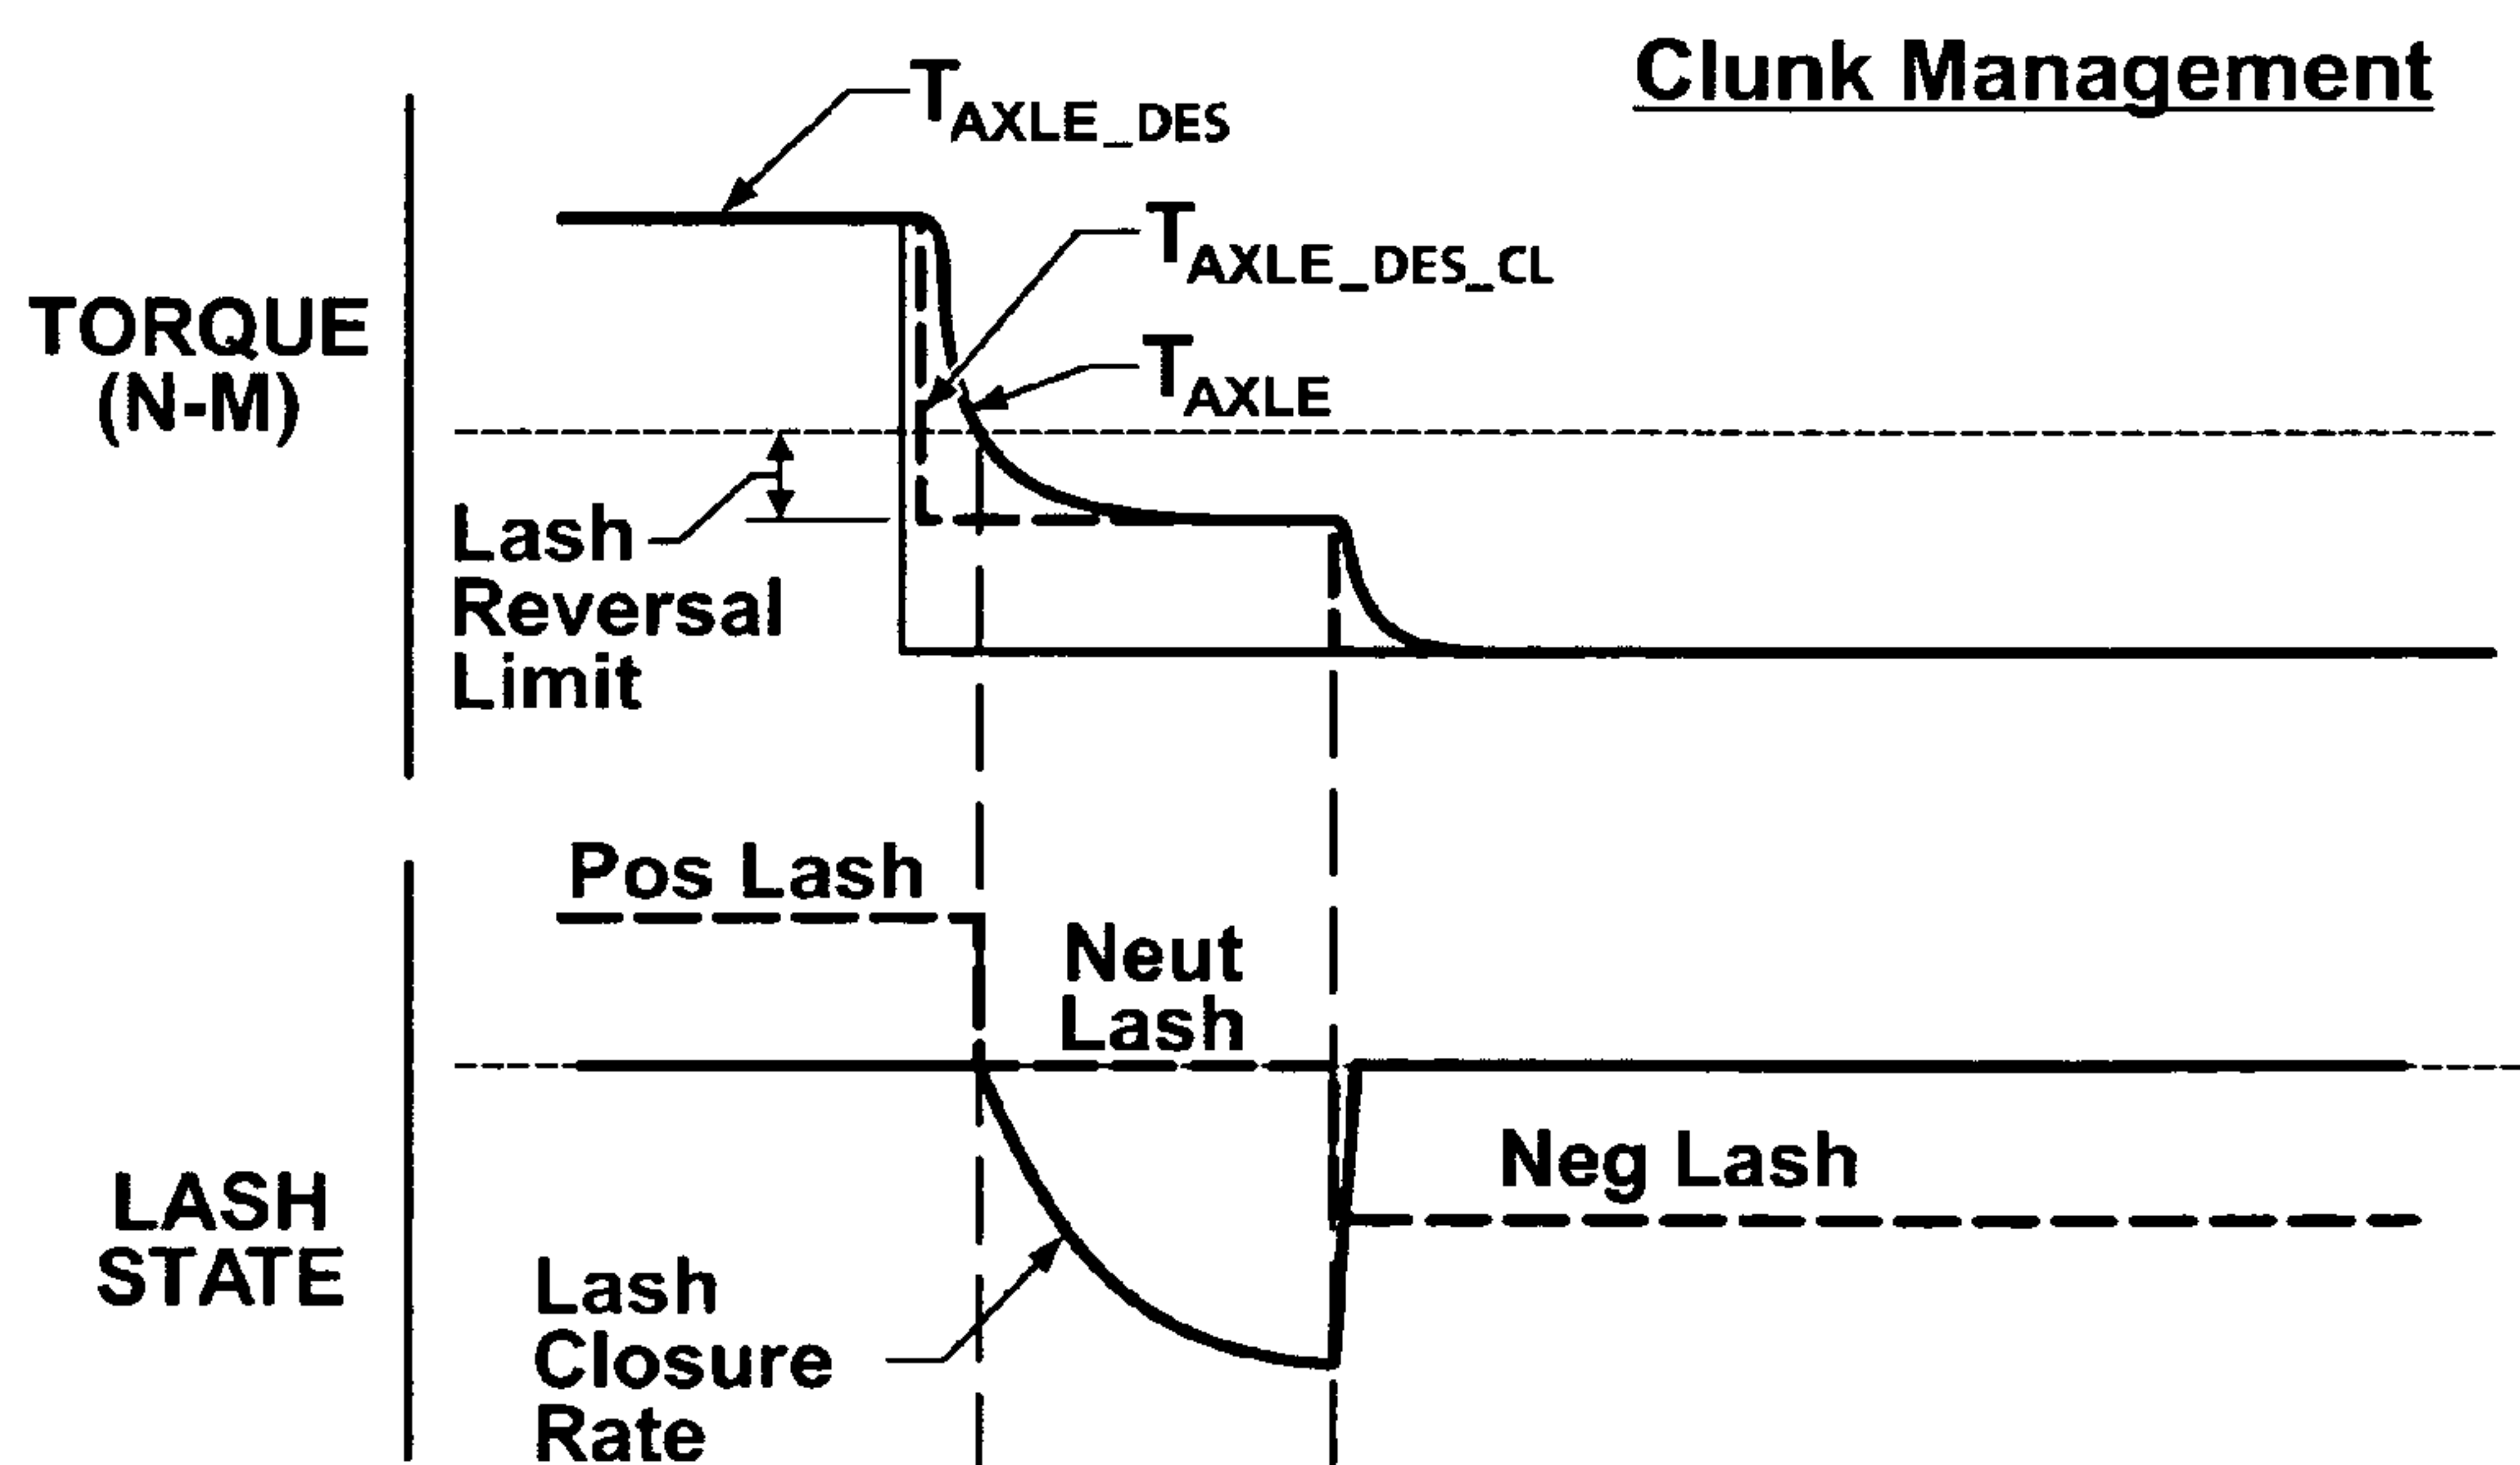 Clunk Management
TAXLE_DES
TAXLE_DES_CL
TAXLE
TORQUE
(N-M)
Lash
Reversal
Limit
Pos Lash
Neut
Lash
Neg Lash
LASH
STATE
Lash
Closure
Rate